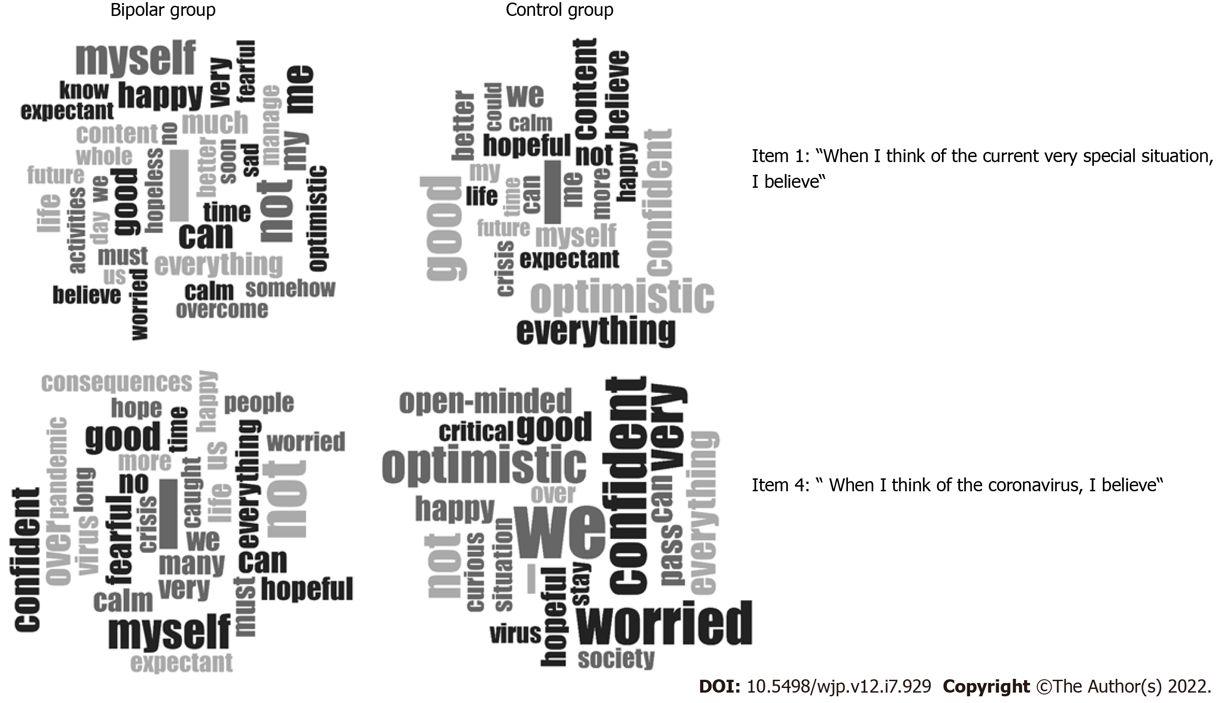 Bipolar group
Control group
myself
know
happy
very
fearful
me
expectant
content
no
much
manage
whole
better
soon
sad
my
future
we
good
hopeless
I
not
optimistic
life
activities
day
time
can
must
us
everything
believe
worried
calm
somehow
overcome
better
could
we
content
believe
calm
hopeful
not
happy
confident
good
my
life
time
can
I
me
more
future
myself
crisis
expectant
optimistic
everything
Item 1: “When I think of the current very special situation,
I believe“
consequences
happy
hope
people
good
time
worried
pandemic
more
us
everything
not
confident
over
virus
long
no
fearful
crisis
I
caught
life
we
many
can
very
calm
must
hopeful
myself
expectant
open-minded
critical
good
confident
very
optimistic
over
happy
we
can
everything
not
curious
situation
I
pass
hopeful
stay
virus
worried
society
Item 4: “ When I think of the coronavirus, I believe“
DOI: 10.5498/wjp.v12.i7.929 Copyright ©The Author(s) 2022.